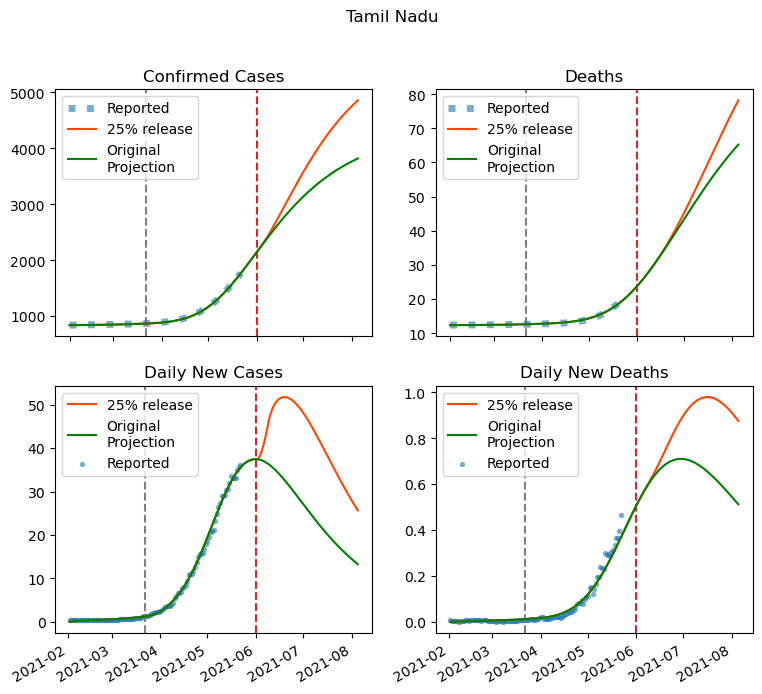 Tamil Nadu
Confirmed Cases
5000
4000
3000
2000
1000
Reported
25% release
Original
Projection
Deaths
80
70
60
50
40
30
20
10
Reported
25% release
Original
Projection
Daily New Cases
50
40
30
20
10
0
25% release
Original
Projection
Reported
2021-02
2021-03
2021-04
2021-05
2021-06
2021-07
2021-08
Daily New Deaths
1.0
0.8
0.6
0.4
0.2
0.0
25% release
Original
Projection
Reported
2021-02
2021-03
2021-04
2021-05
2021-06
2021-07
2021-08